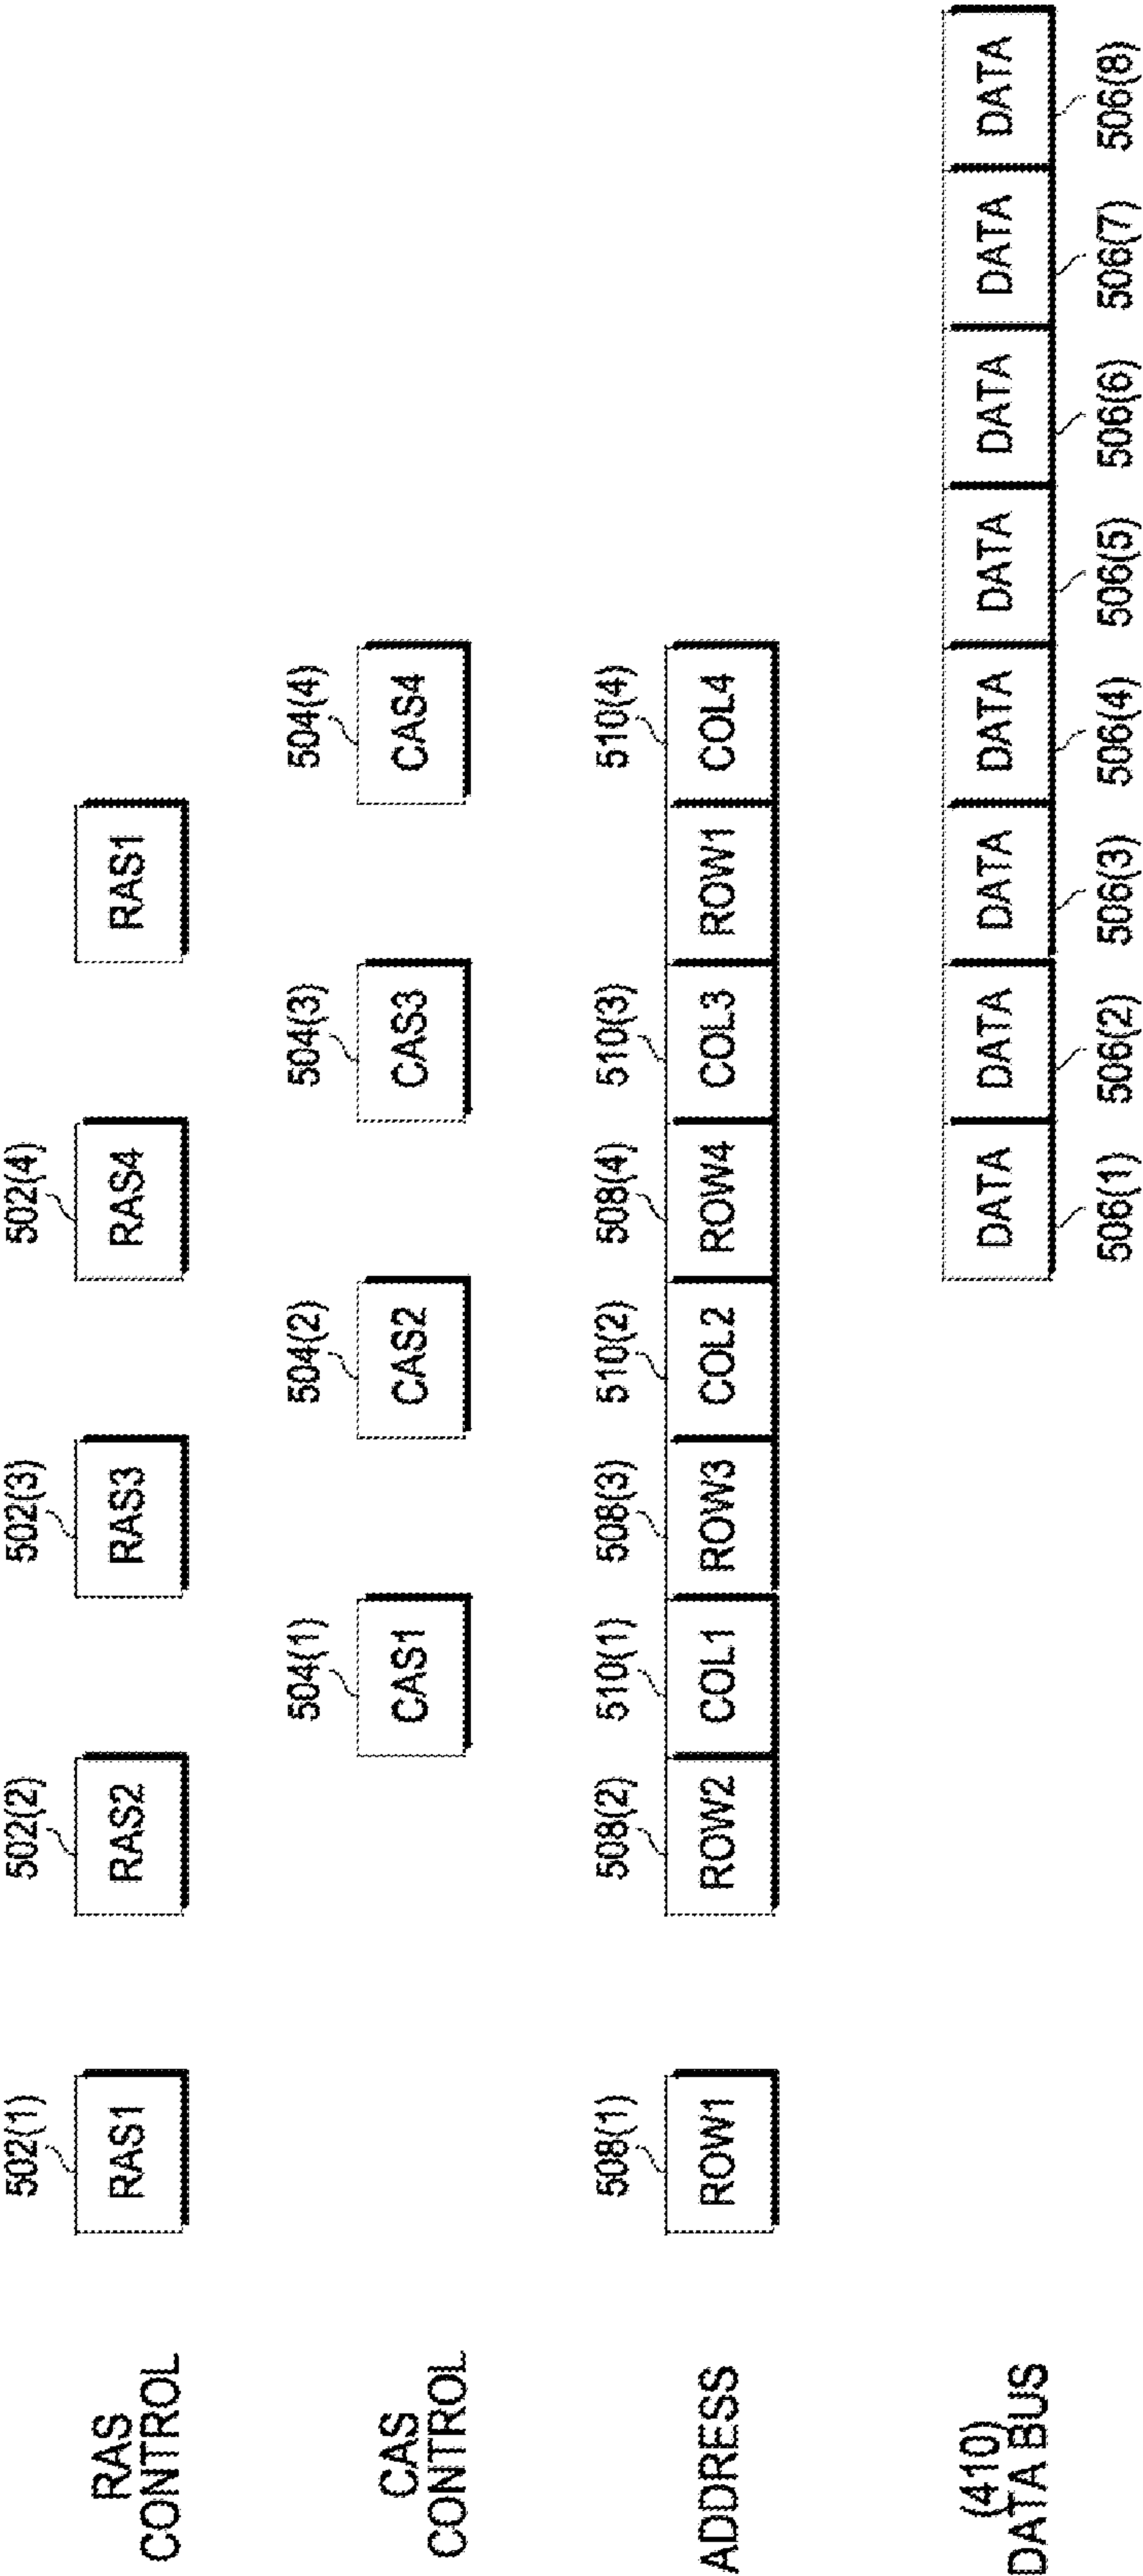 502(1) 502(2) 502(3) 502(4)
RAS CONTROL
RAS1 RAS2 RAS3 RAS4 RAS1
504(1) 504(2) 504(3) 504(4)
CAS CONTROL
CAS1 CAS2 CAS3 CAS4
508(1) 508(2) 510(1) 508(3) 510(2) 508(4) 510(3) 510(4)
ADDRESS ROW1 ROW2 COL1 ROW3 COL2 ROW4 COL3 ROW1 COL4
(410)
DATA BUS
DATA DATA DATA DATA DATA DATA DATA DATA
506(1) 506(2) 506(3) 506(4) 506(5) 506(6) 506(7) 506(8)